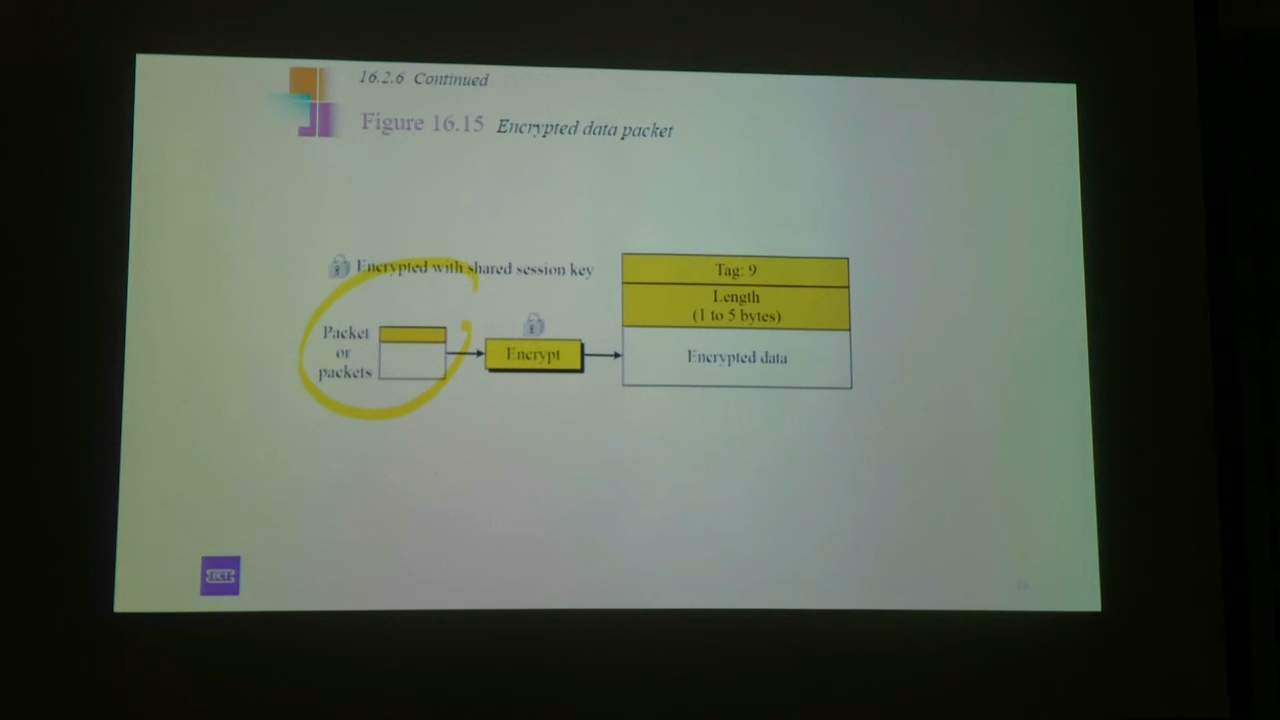 16.2.6 Continued
Figure 16.15 Encrypted data packet
Encrypted with shared session key
Packet
or
packets
Encrypt
Tag: 9
Length
(1 to 5 bytes)
Encrypted data